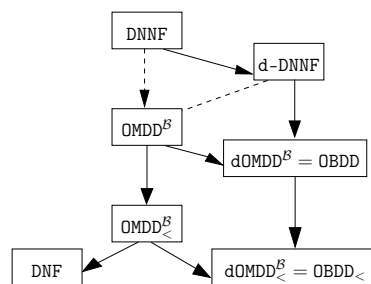 DNNF
d-DNNF
OMDD^ℬ
dOMDD^ℬ = OBDD
OMDD^ℬ_<
DNF
dOMDD^ℬ_< = OBDD_<